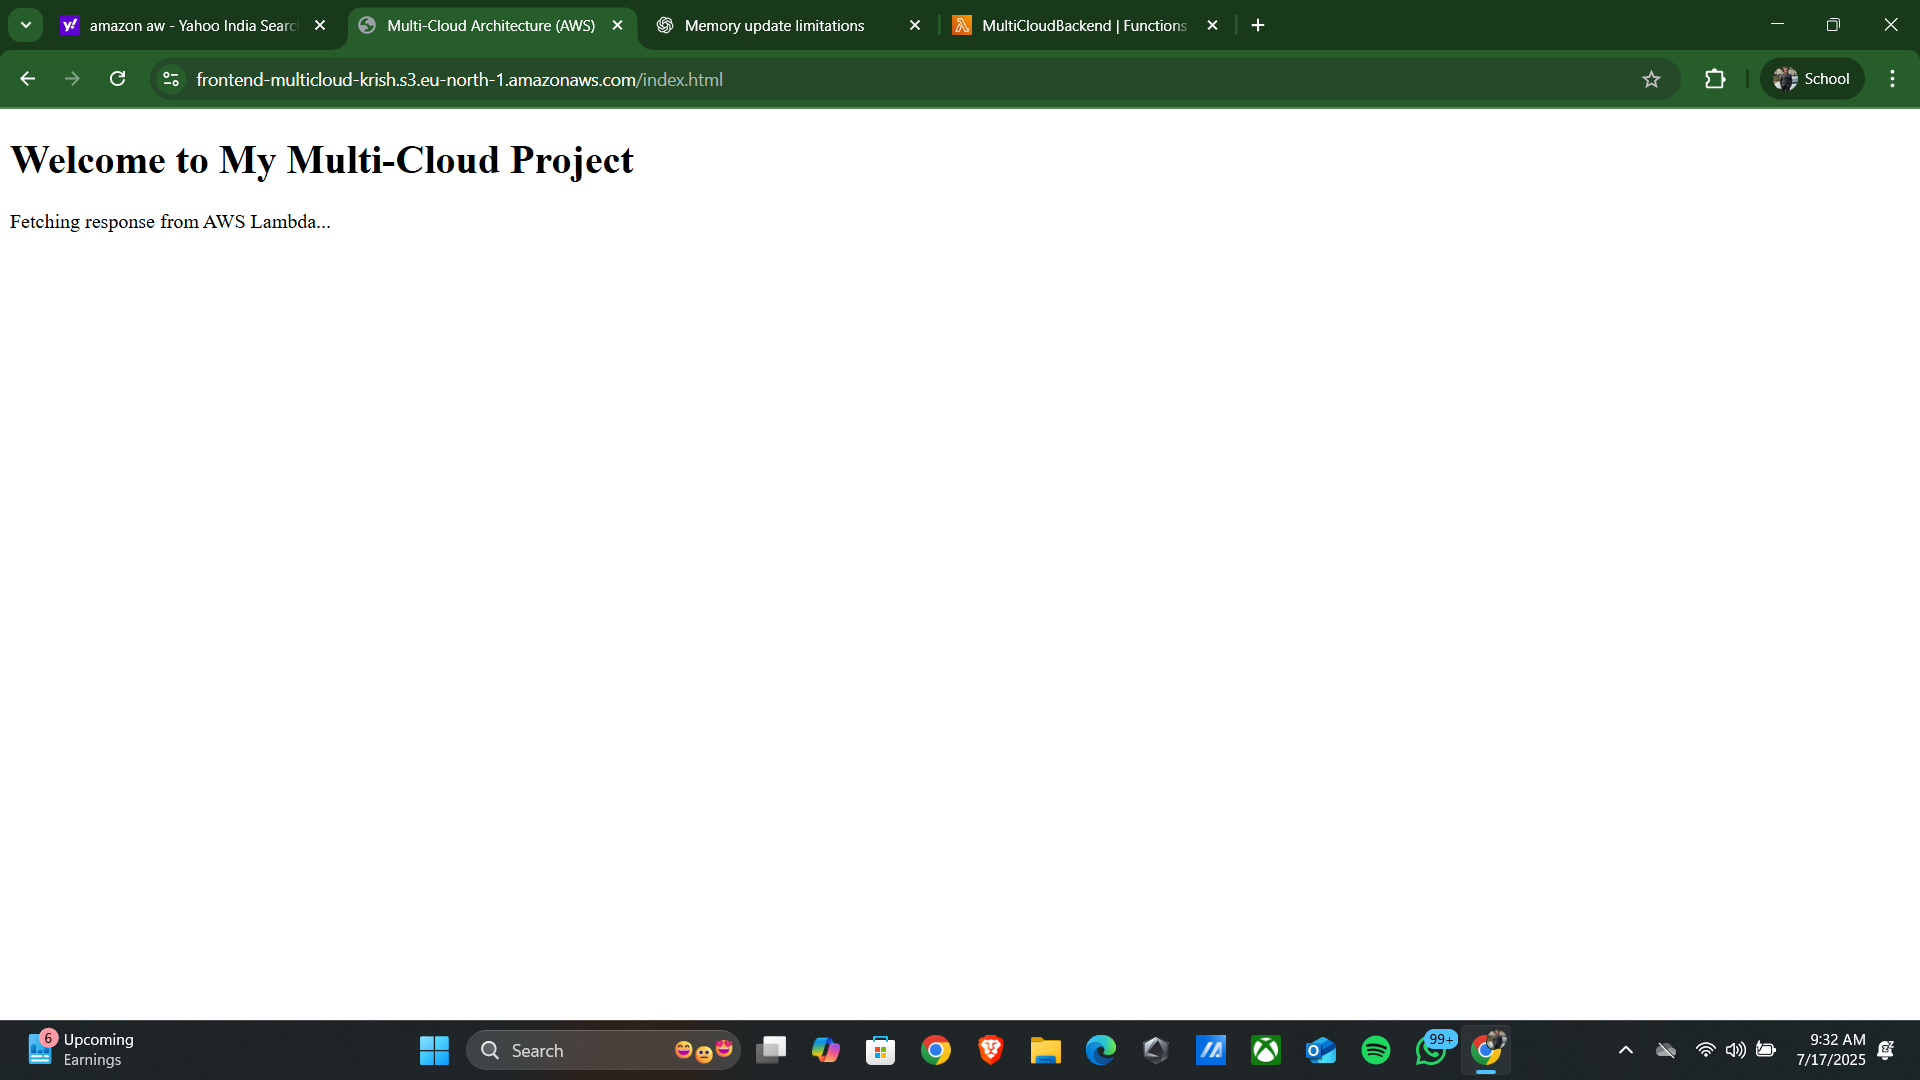 amazon aw - Yahoo India Searc
Multi-Cloud Architecture (AWS)
Memory update limitations
MultiCloudBackend | Functions
frontend-multicloud-krish.s3.eu-north-1.amazonaws.com/index.html
School
Welcome to My Multi-Cloud Project
Fetching response from AWS Lambda...
6
Upcoming
Earnings
Search
99+
9:32 AM
7/17/2025